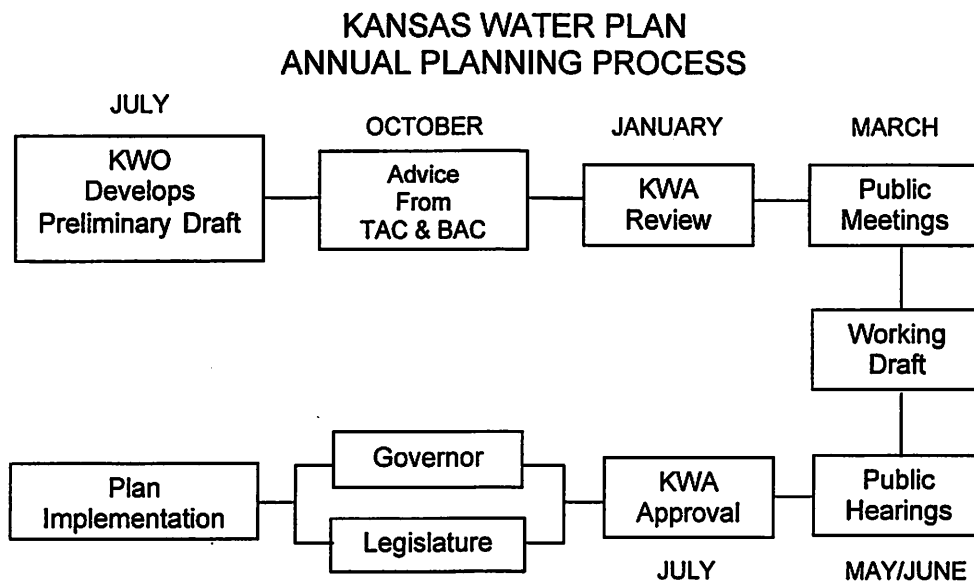 KANSAS WATER PLAN
ANNUAL PLANNING PROCESS
JULY
KWO
Develops
Preliminary Draft
OCTOBER
Advice
From
TAC & BAC
JANUARY
KWA
Review
MARCH
Public
Meetings
Working
Draft
Public
Hearings
MAY/JUNE
KWA
Approval
JULY
Governor
Legislature
Plan
Implementation